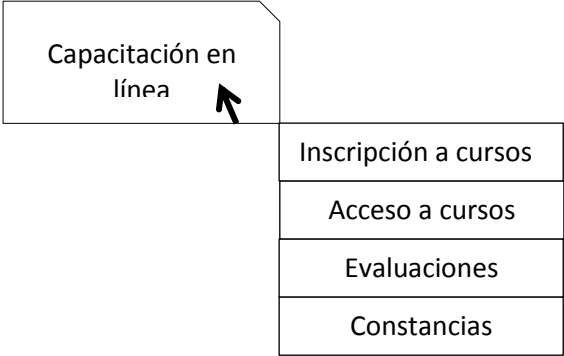 Capacitación en
línea
Inscripción a cursos
Acceso a cursos
Evaluaciones
Constancias